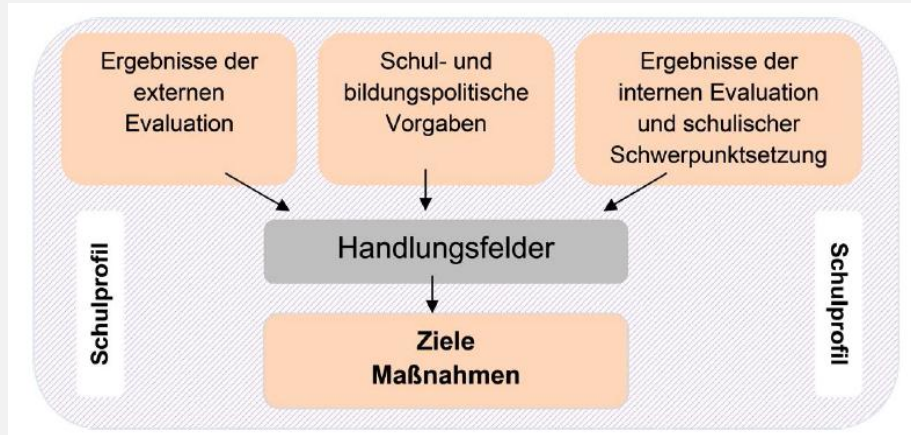 Ergebnisse der
externen
Evaluation
Schul- und
bildungspolitische
Vorgaben
Ergebnisse der
internen Evaluation
und schulischer
Schwerpunktsetzung
Schulprofil
Handlungsfelder
Schulprofil
Ziele
Maßnahmen